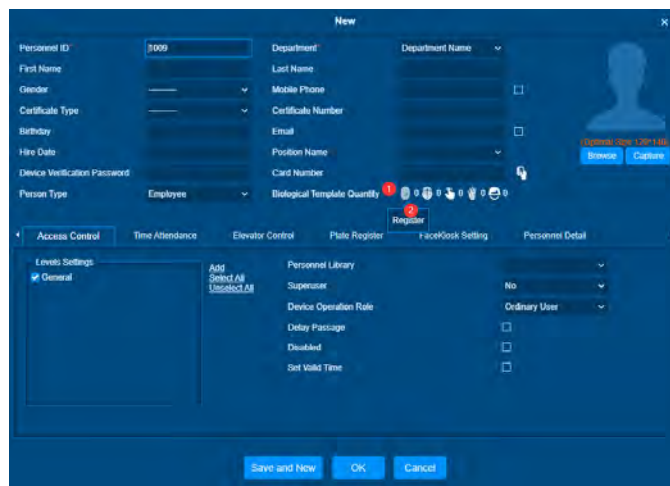 New ×
Personnel ID* 1009 Department* Department Name
First Name Last Name
Gender --------- Mobile Phone
Certificate Type --------- Certificate Number
Birthday Email
Hire Date Position Name
(Optimal Size 120*140)
Browse Capture
Device Verification Password Card Number
Person Type Employee Biological Template Quantity 1 0 0 0 0 0
2
Register
Access Control Time Attendance Elevator Control Plate Register FaceKiosk Setting Personnel Detail
Levels Settings
General
Add
Select All
Unselect All
Personnel Library
Superuser No
Device Operation Role Ordinary User
Delay Passage
Disabled
Set Valid Time
Save and New OK Cancel